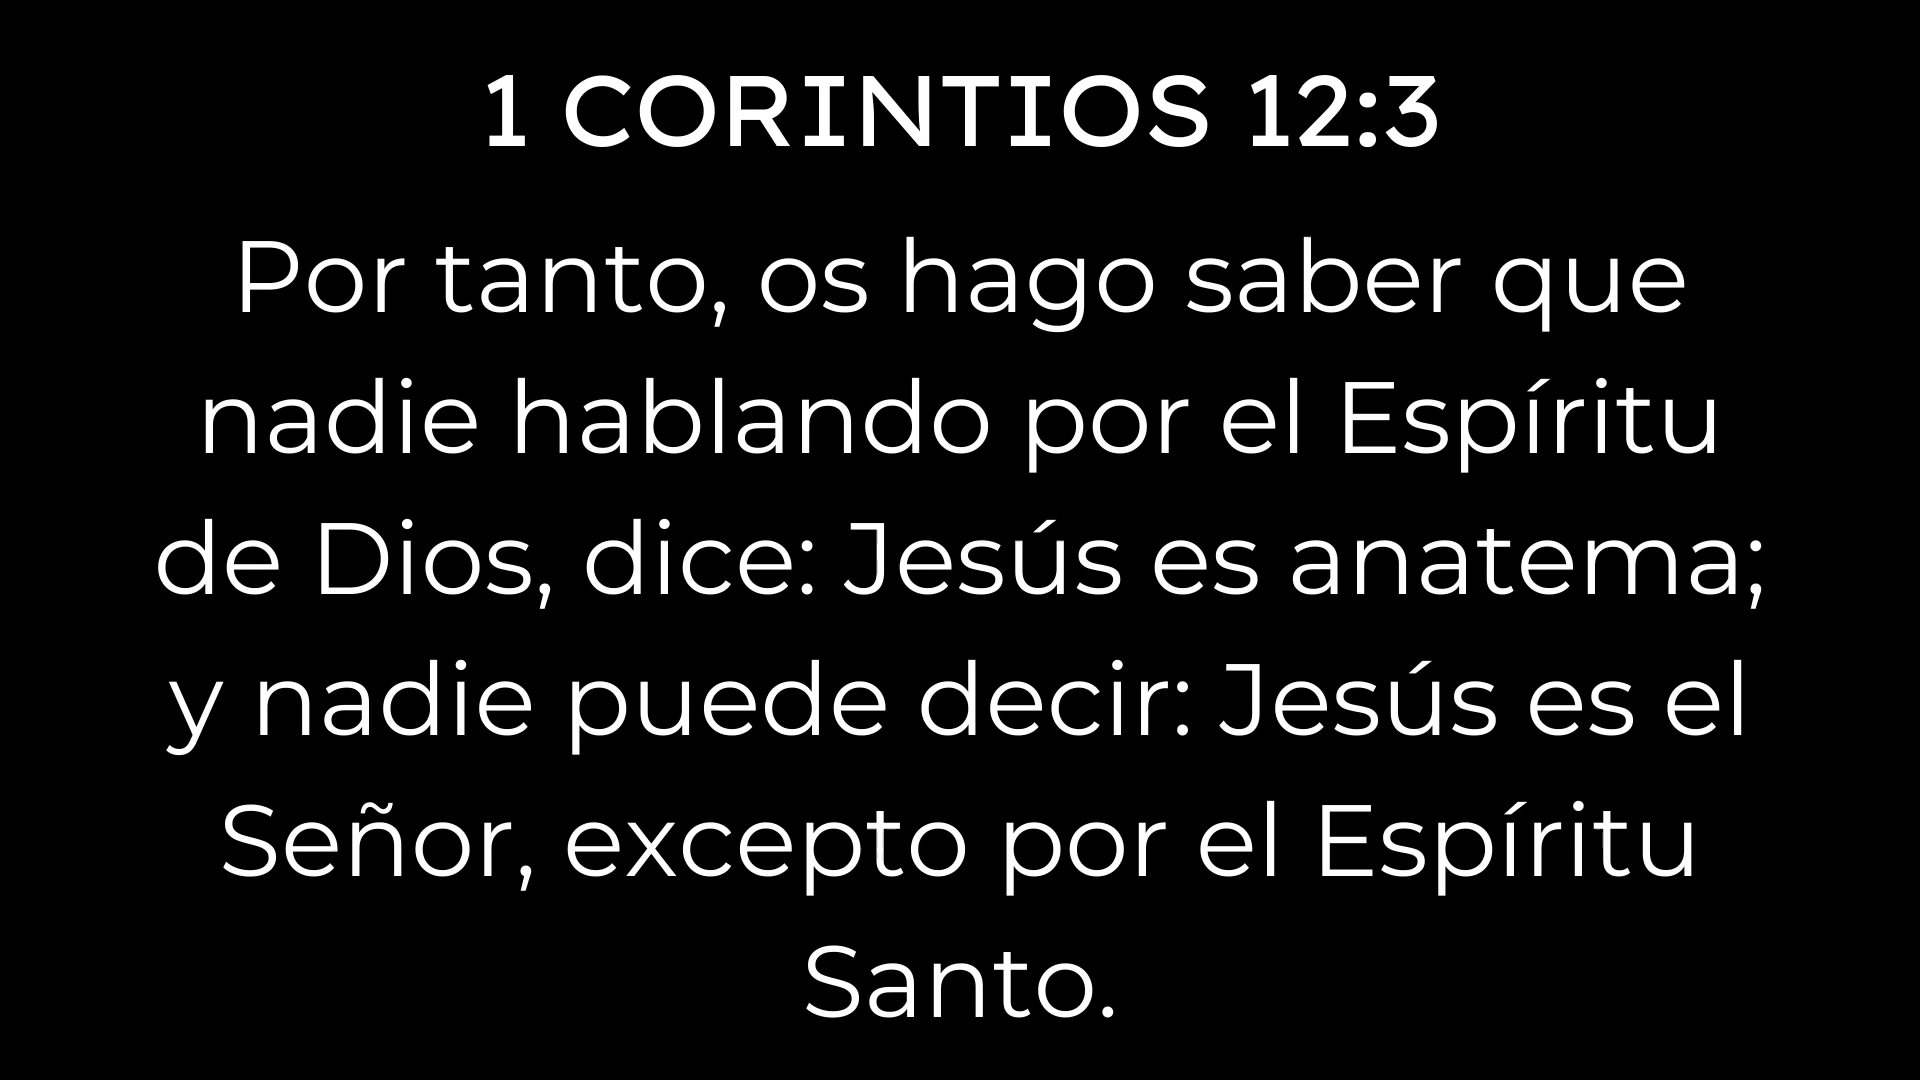 1 CORINTIOS 12:3
Por tanto, os hago saber que
nadie hablando por el Espíritu
de Dios, dice: Jesús es anatema;
y nadie puede decir: Jesús es el
Señor, excepto por el Espíritu
Santo.